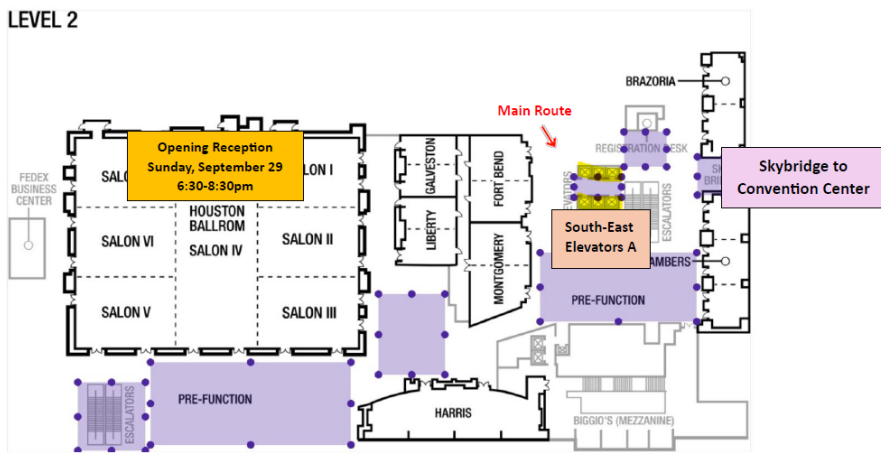 LEVEL 2
BRAZORIA
Main Route
REGISTRATION DESK
Opening Reception
Sunday, September 29
6:30-8:30pm
SALON I
GALVESTON
FORT BEND
Skybridge to
Convention Center
FEDEX
BUSINESS
CENTER
HOUSTON
BALLROM
SALON VI
SALON IV
SALON II
LIBERTY
MONTGOMERY
ESCALATORS
South-East
Elevators A
SALON V
SALON III
PRE-FUNCTION
PRE-FUNCTION
ESCALATORS
HARRIS
BIGGIO'S (MEZZANINE)